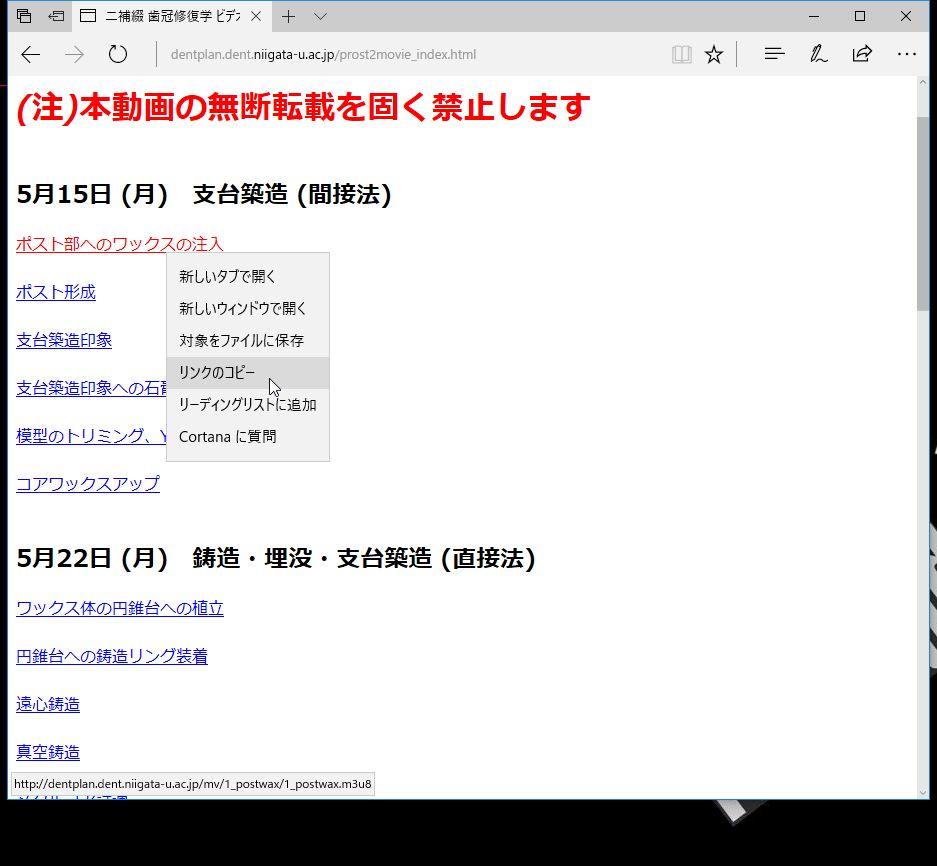 二補綴 歯冠修復学 ビデオ
dentplan.dent.niigata-u.ac.jp/prost2movie_index.html
(注)本動画の無断転載を固く禁止します
5月15日 (月)　支台築造 (間接法)
ポスト部へのワックスの注入
新しいタブで開く
ポスト形成
新しいウィンドウで開く
支台築造印象
対象をファイルに保存
リンクのコピー
支台築造印象への石膏
リーディングリストに追加
模型のトリミング、
Cortana に質問
コアワックスアップ
5月22日 (月)　鋳造・埋没・支台築造 (直接法)
ワックス体の円錐台への植立
円錐台への鋳造リング装着
遠心鋳造
真空鋳造
http://dentplan.dent.niigata-u.ac.jp/mv/1_postwax/1_postwax.m3u8